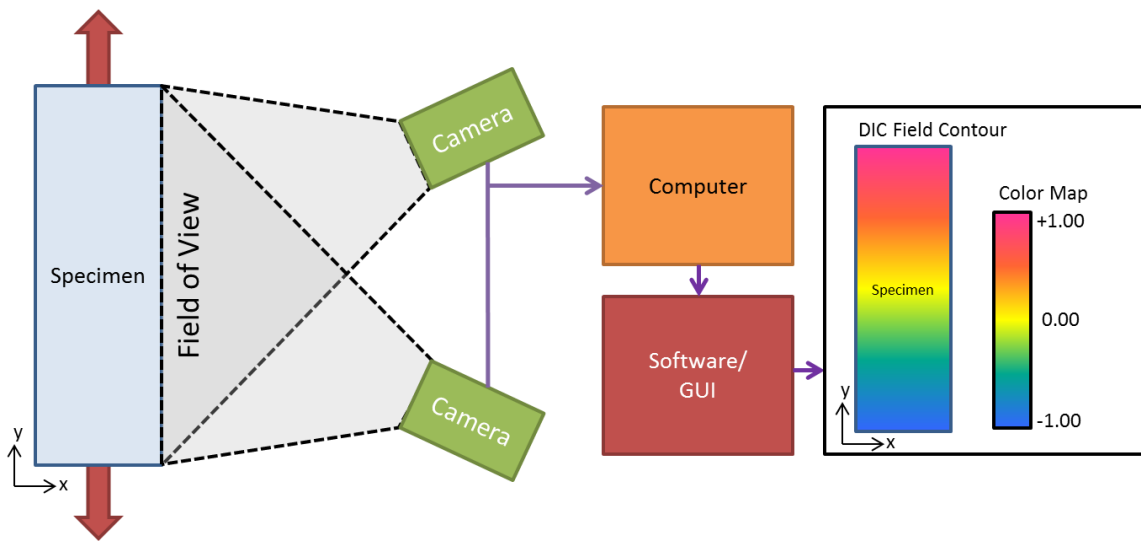 Specimen
Field of View
y
x
Camera
Camera
Computer
Software/
GUI
DIC Field Contour
Specimen
y
x
Color Map
+1.00
0.00
-1.00